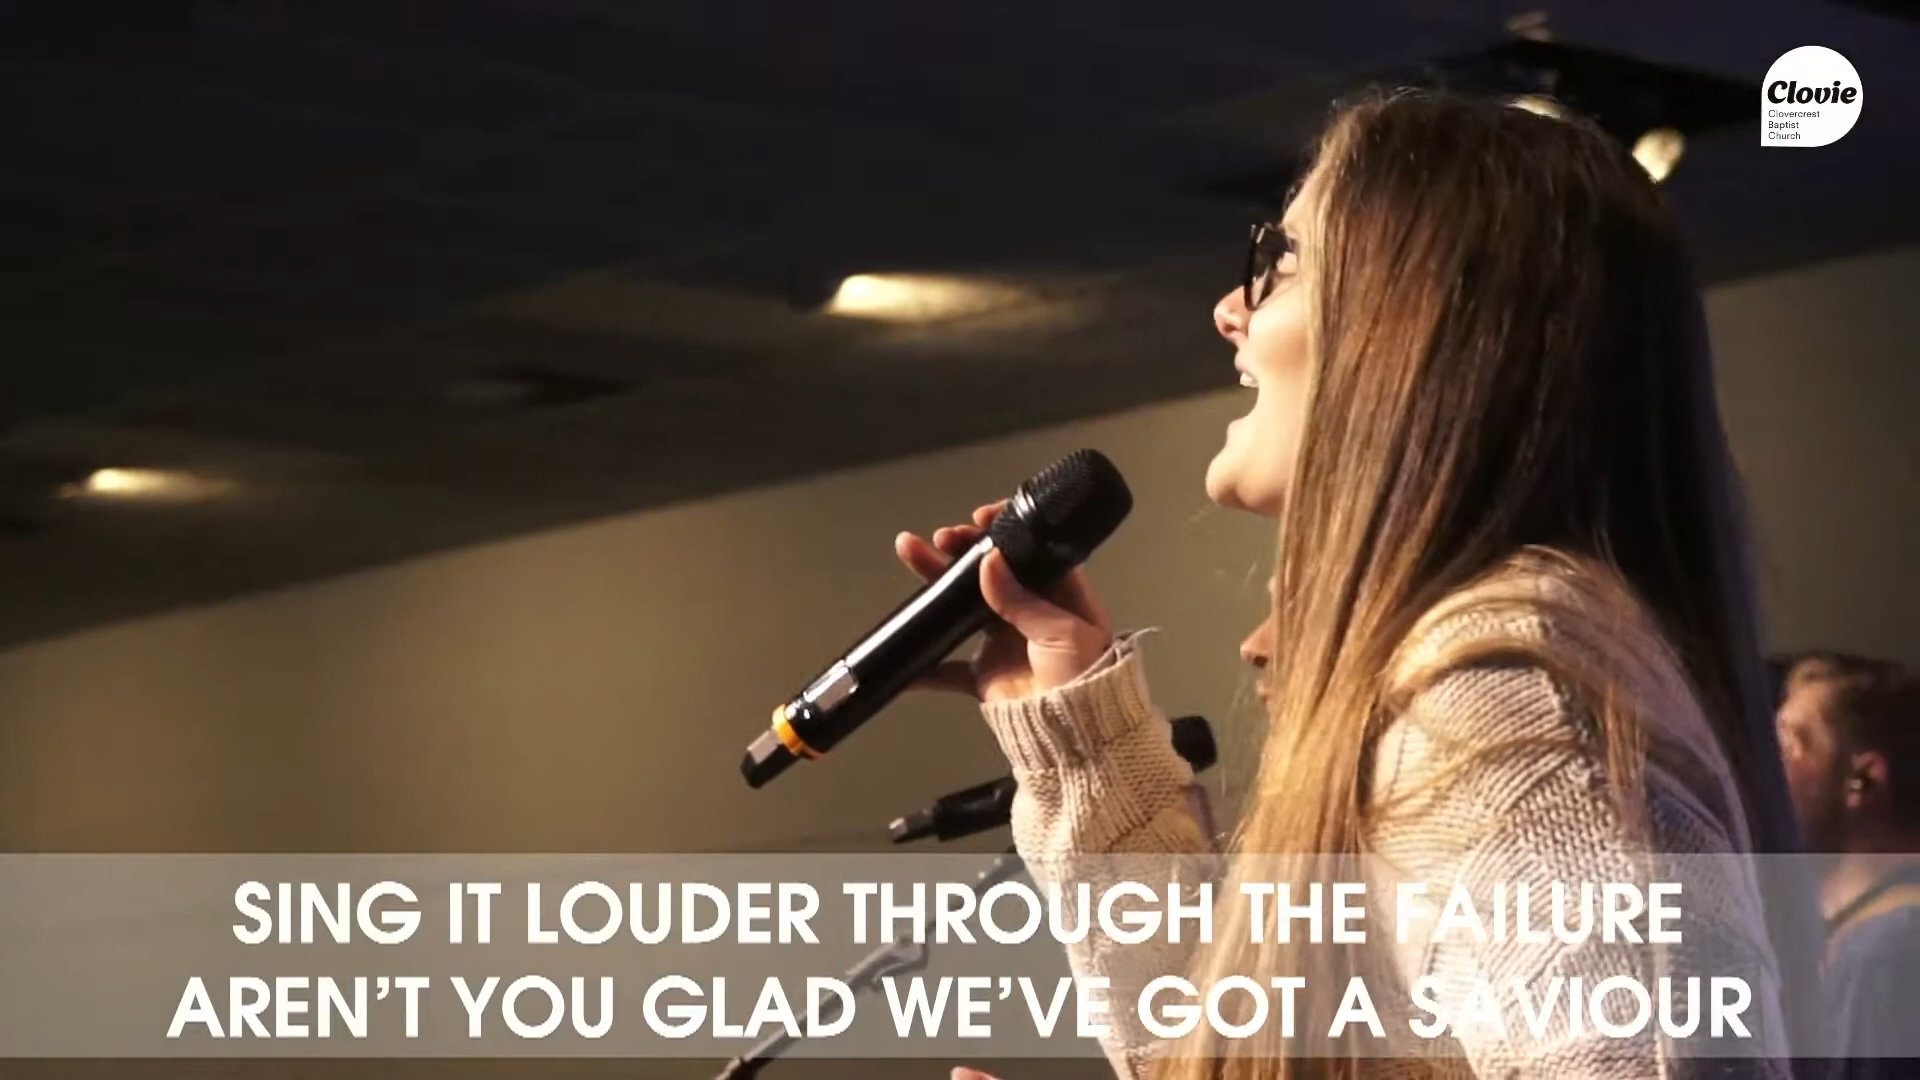 Clovie
Clovercrest
Baptist
Church
SING IT LOUDER THROUGH THE FAILURE
AREN'T YOU GLAD WE'VE GOT A SAVIOUR